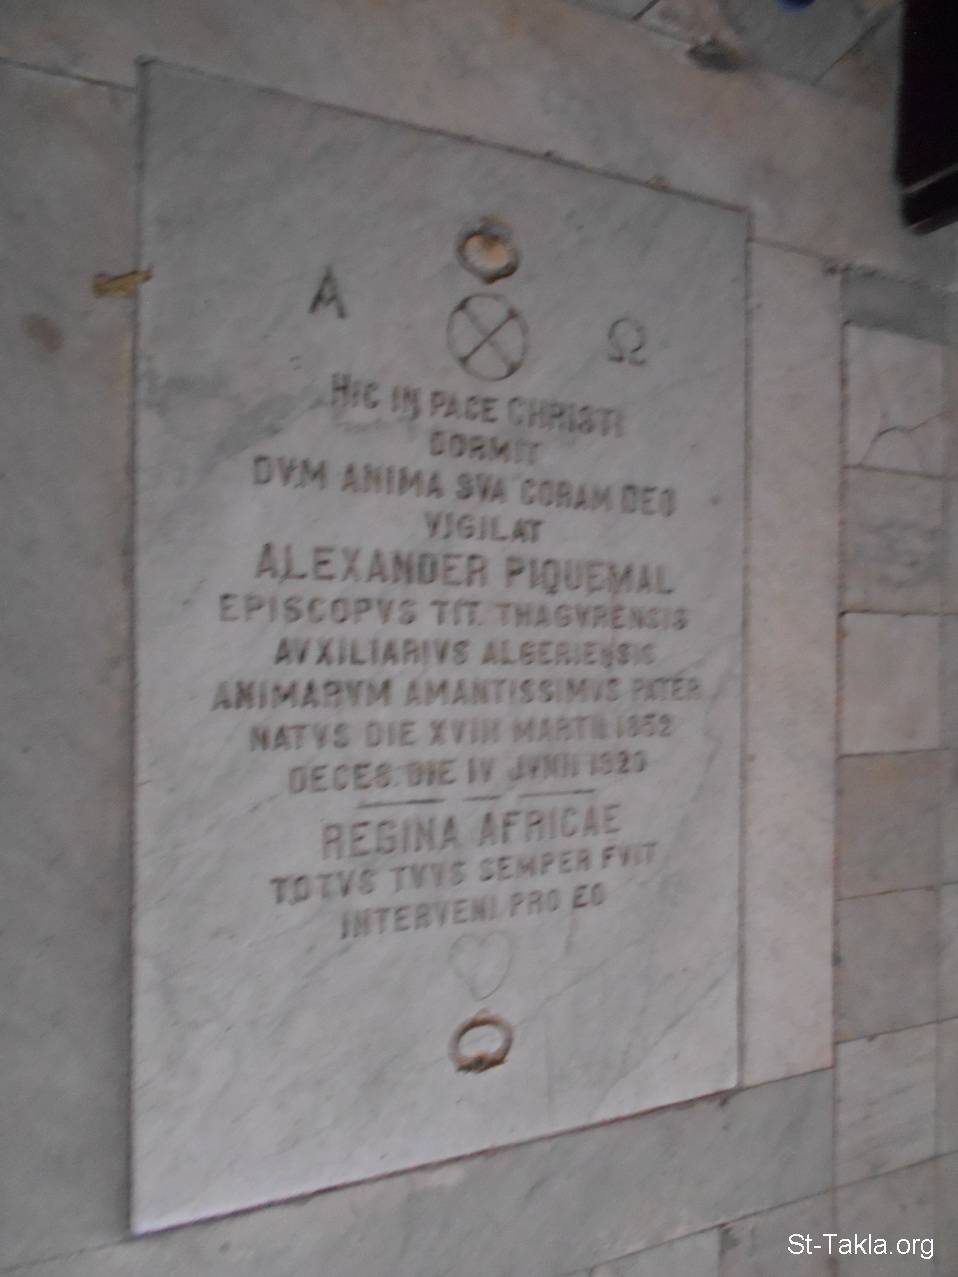 Α Ω
HIC IN PACE CHRISTI
DORMIT
DVM ANIMA SVA CORAM DEO
VIGILAT
ALEXANDER PIQUEMAL
EPISCOPVS TIT. THAGVRENSIS
AVXILIARIVS ALGERIENSIS
ANIMARVM AMANTISSIMVS PATER
NATVS DIE XVIII MARTII 1852
DECES. DIE IV JVNII 1920
REGINA AFRICAE
TOTVS TVVS SEMPER FVIT
INTERVENI PRO EO
St-Takla.org